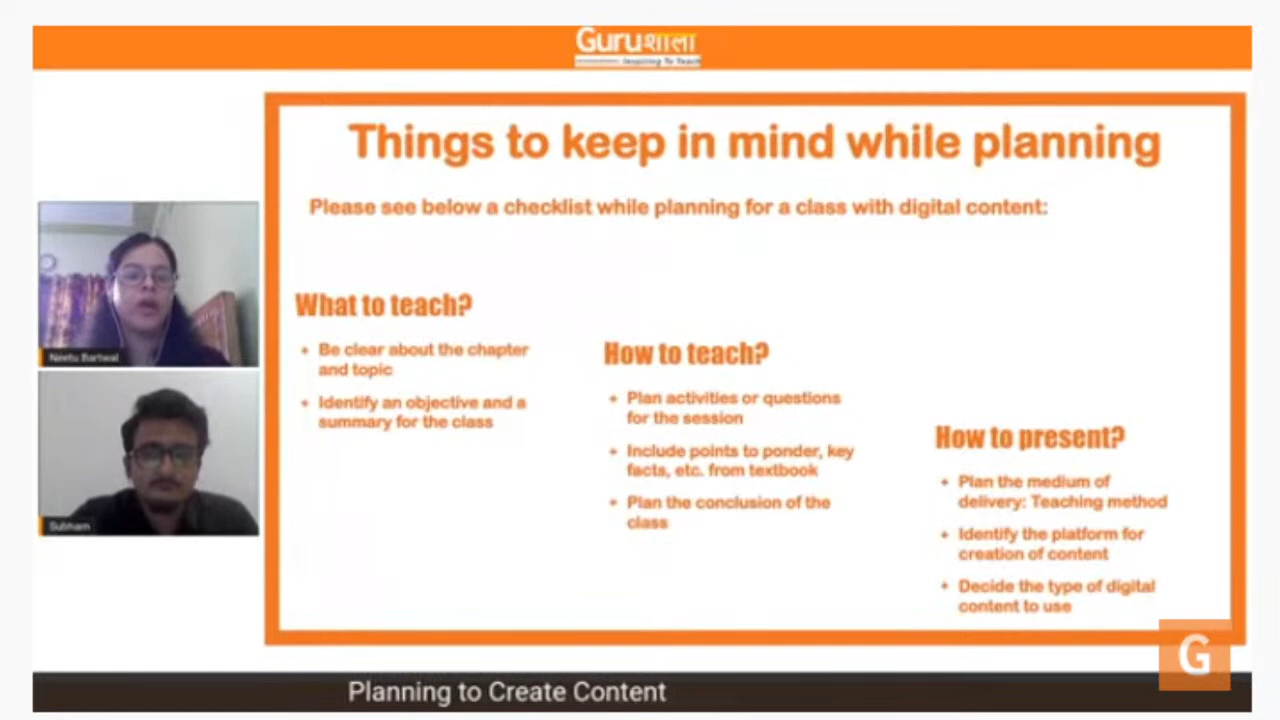 Guruशाला
Inspiring To Teach
Things to keep in mind while planning
Please see below a checklist while planning for a class with digital content:
What to teach?
Be clear about the chapter
and topic
Identify an objective and a
summary for the class
How to teach?
Plan activities or questions
for the session
Include points to ponder, key
facts, etc. from textbook
Plan the conclusion of the
class
How to present?
Plan the medium of
delivery: Teaching method
Identify the platform for
creation of content
Decide the type of digital
content to use
Neetu Bartwal
Subham
G
Planning to Create Content